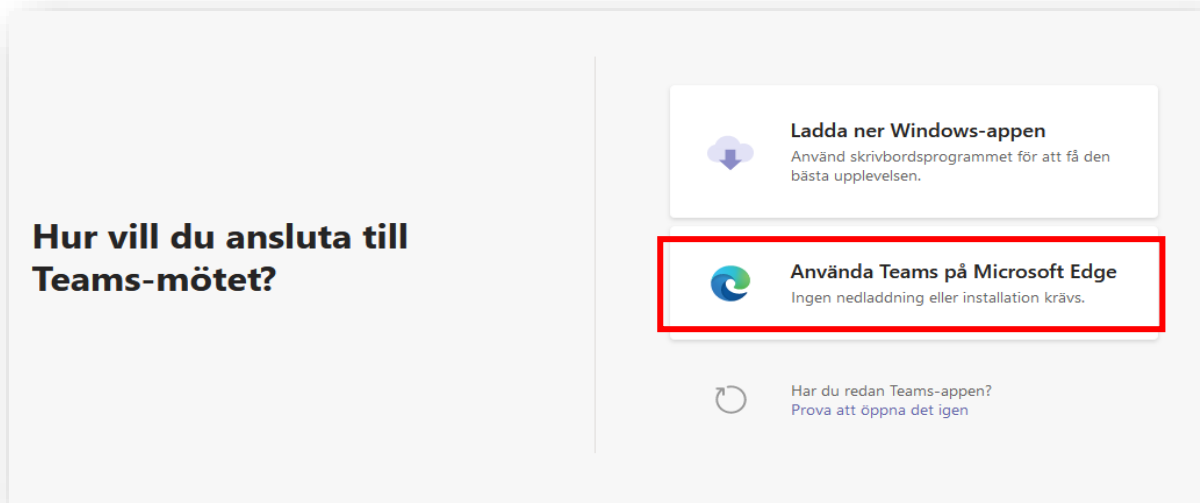 Hur vill du ansluta till
Teams-mötet?
Ladda ner Windows-appen
Använd skrivbordsprogrammet för att få den
bästa upplevelsen.
Använda Teams på Microsoft Edge
Ingen nedladdning eller installation krävs.
Har du redan Teams-appen?
Prova att öppna det igen